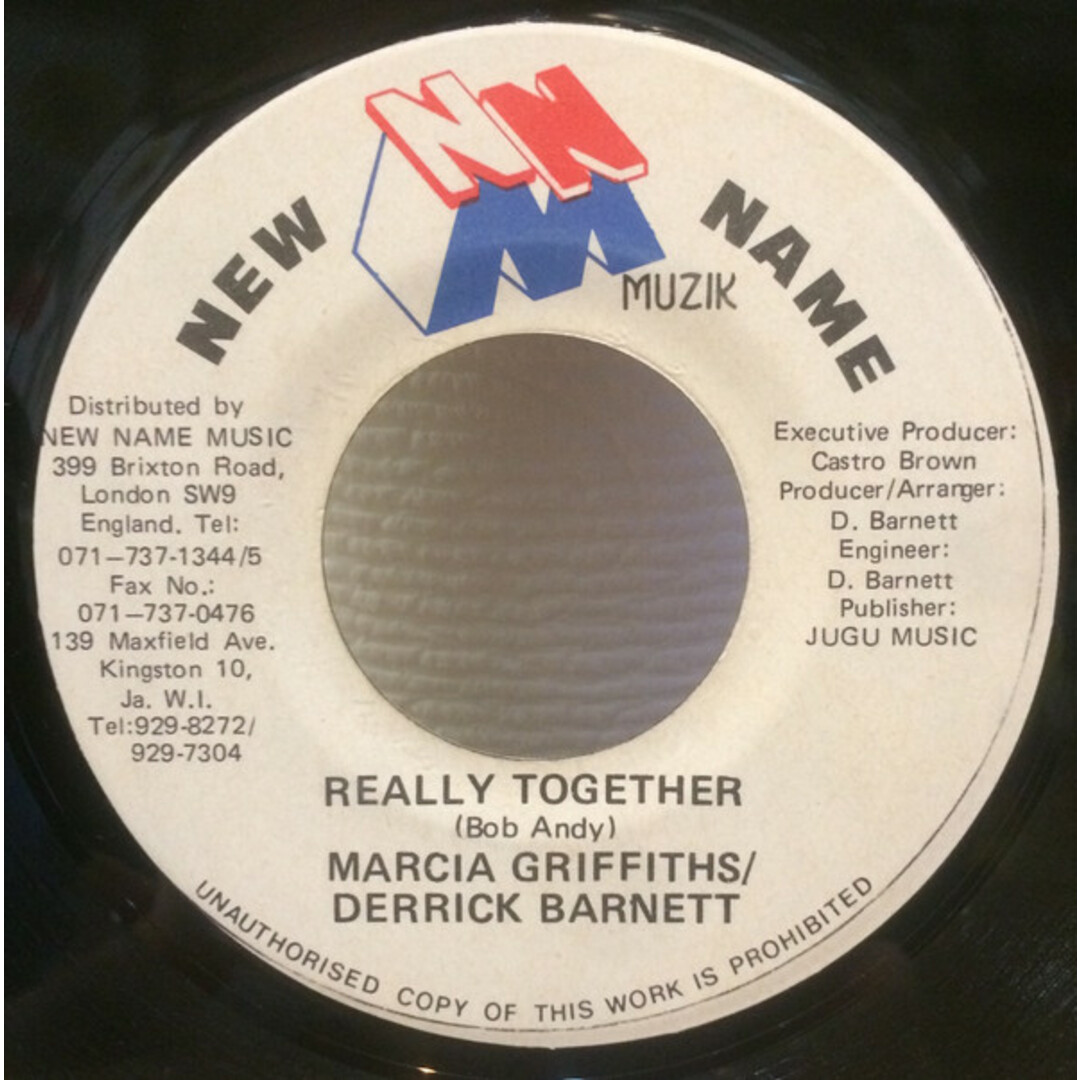 NNM
NEW NAME
MUZIK
Distributed by
NEW NAME MUSIC
399 Brixton Road,
London SW9
England. Tel:
071-737-1344/5
Fax No.:
071-737-0476
139 Maxfield Ave.
Kingston 10,
Ja. W.I.
Tel:929-8272/
929-7304
Executive Producer:
Castro Brown
Producer/Arranger:
D. Barnett
Engineer:
D. Barnett
Publisher:
JUGU MUSIC
REALLY TOGETHER
(Bob Andy)
MARCIA GRIFFITHS/
DERRICK BARNETT
UNAUTHORISED COPY OF THIS WORK IS PROHIBITED